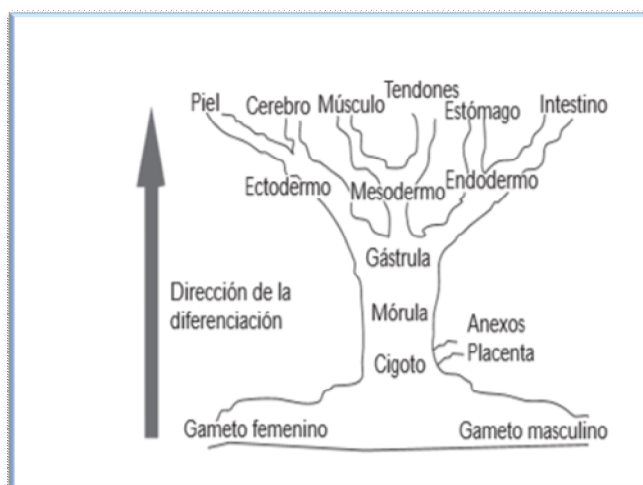 Piel
Cerebro
Músculo
Tendones
Estómago
Intestino
Ectodermo
Mesodermo
Endodermo
Gástrula
Dirección de la
diferenciación
Mórula
Anexos
Placenta
Cigoto
Gameto femenino
Gameto masculino